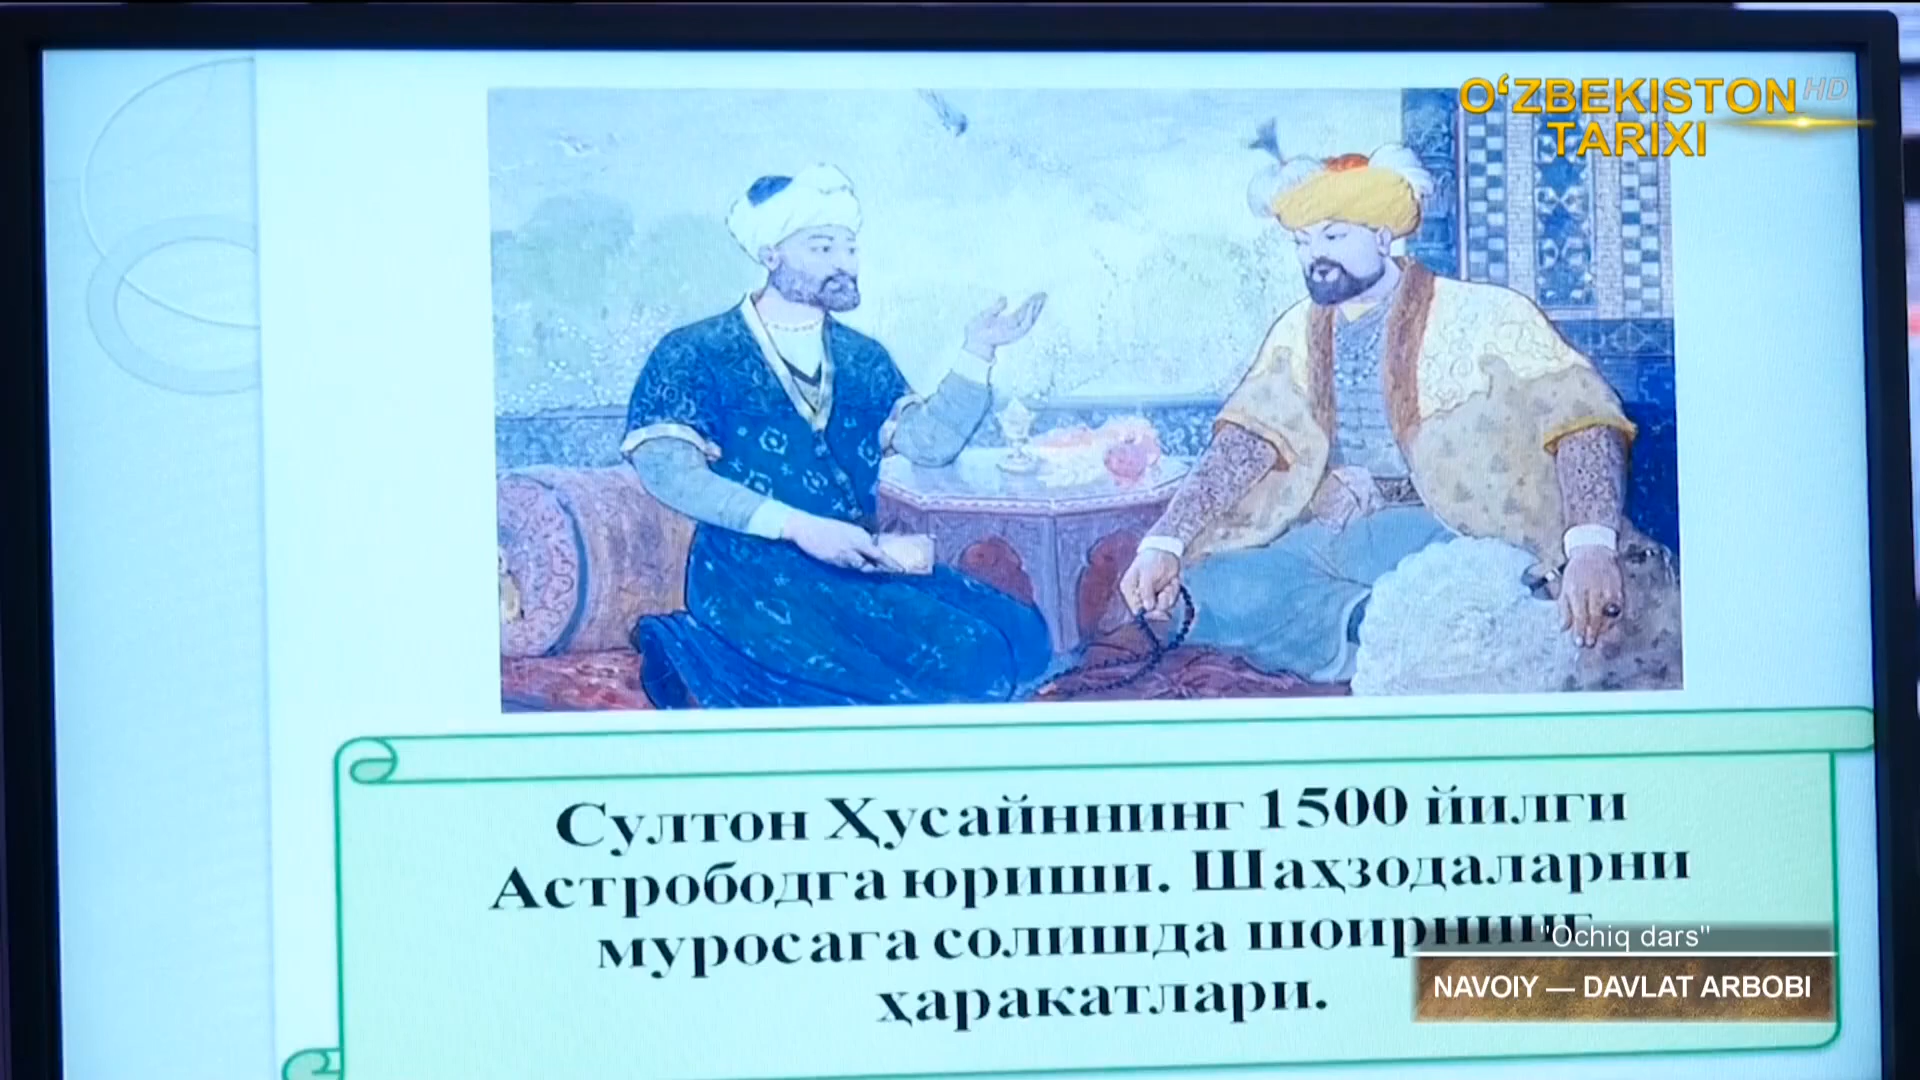 O‘ZBEKISTON HD
TARIXI
Султон Ҳусайннинг 1500 йилги
Астрободга юриши. Шаҳзодаларни
муросага солишда шоирнинг
ҳаракатлари.
"Ochiq dars"
NAVOIY — DAVLAT ARBOBI